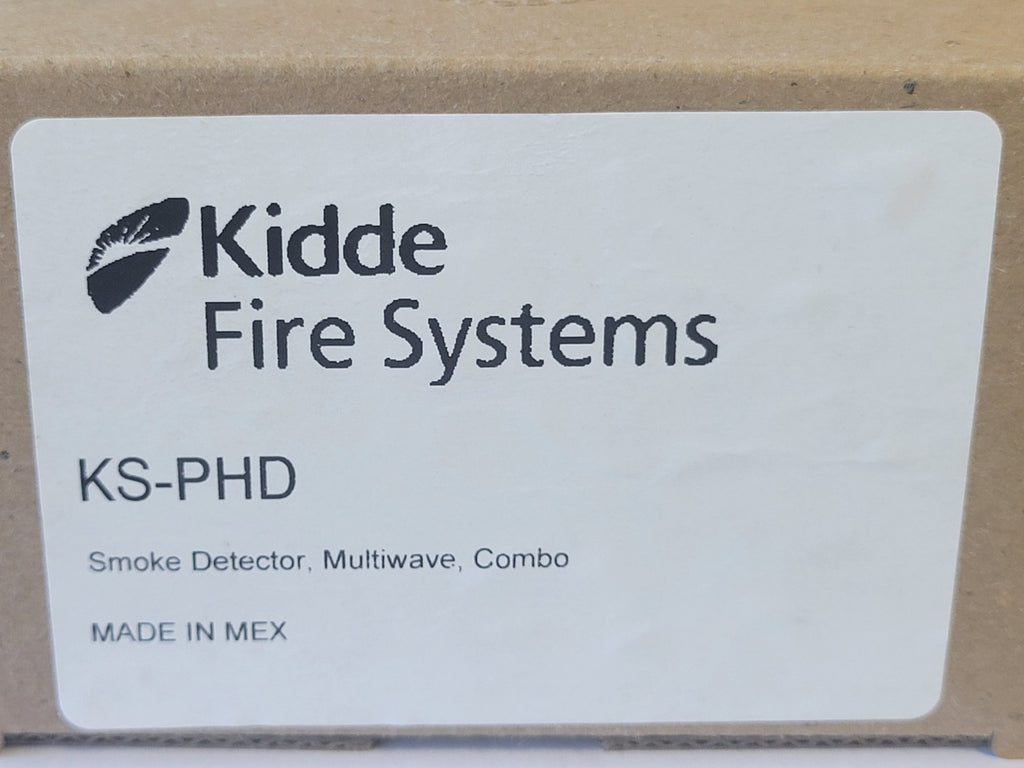 Kidde
Fire Systems
KS-PHD
Smoke Detector, Multiwave, Combo
MADE IN MEX